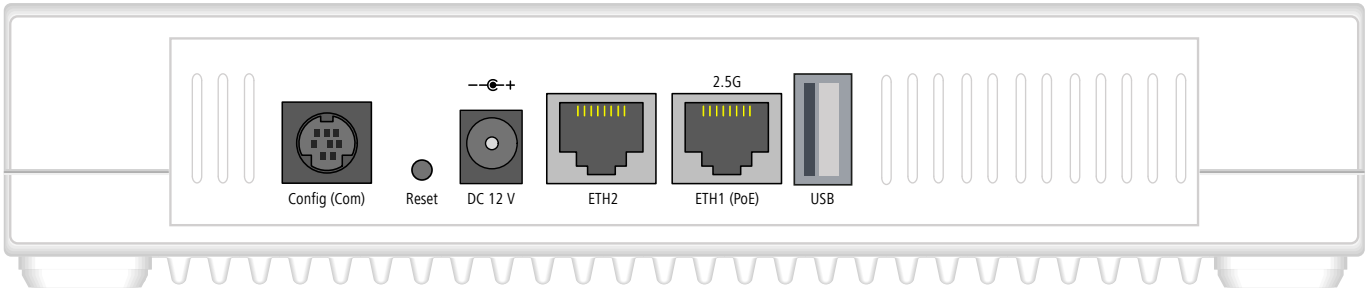 2.5G
Config (Com)
Reset
DC 12 V
ETH2
ETH1 (PoE)
USB